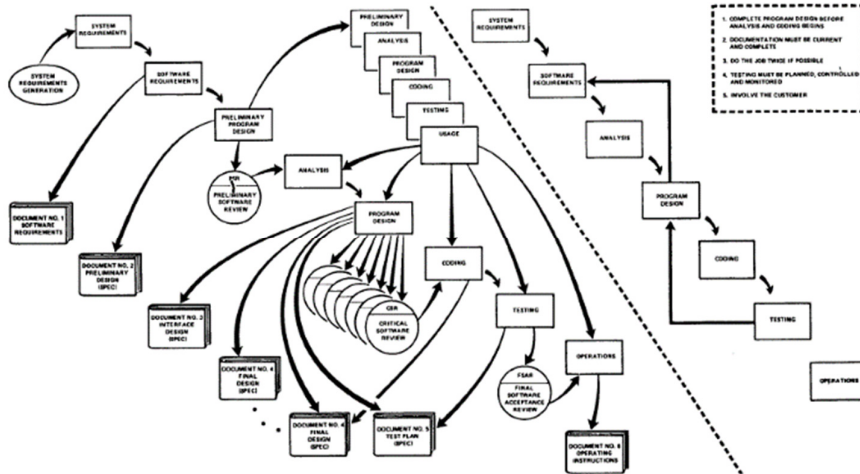 SYSTEM
REQUIREMENTS
SYSTEM
REQUIREMENTS
GENERATION
SOFTWARE
REQUIREMENTS
PRELIMINARY
PROGRAM
DESIGN
PRELIMINARY
DESIGN
ANALYSIS
PROGRAM
DESIGN
CODING
TESTING
USAGE
PRELIMINARY
SOFTWARE
REVIEW
ANALYSIS
PROGRAM
DESIGN
DOCUMENT NO. 1
SOFTWARE
REQUIREMENTS
DOCUMENT NO. 2
PRELIMINARY
DESIGN
(SPEC)
DOCUMENT NO. 3
INTERFACE
DESIGN
(SPEC)
DOCUMENT NO. 4
FINAL
DESIGN
(SPEC)
DOCUMENT NO. 4
FINAL
DESIGN
(SPEC)
DOCUMENT NO. 5
TEST PLAN
(SPEC)
CSR
CRITICAL
SOFTWARE
REVIEW
CODING
TESTING
FSAR
FINAL
SOFTWARE
ACCEPTANCE
REVIEW
OPERATIONS
DOCUMENT NO. 6
OPERATING
INSTRUCTIONS
SYSTEM
REQUIREMENTS
SOFTWARE
REQUIREMENTS
ANALYSIS
PROGRAM
DESIGN
CODING
TESTING
OPERATIONS
1. COMPLETE PROGRAM DESIGN BEFORE
ANALYSIS AND CODING BEGINS
2. DOCUMENTATION MUST BE CURRENT
AND COMPLETE
3. DO THE JOB TWICE IF POSSIBLE
4. TESTING MUST BE PLANNED, CONTROLLED
AND MONITORED
5. INVOLVE THE CUSTOMER